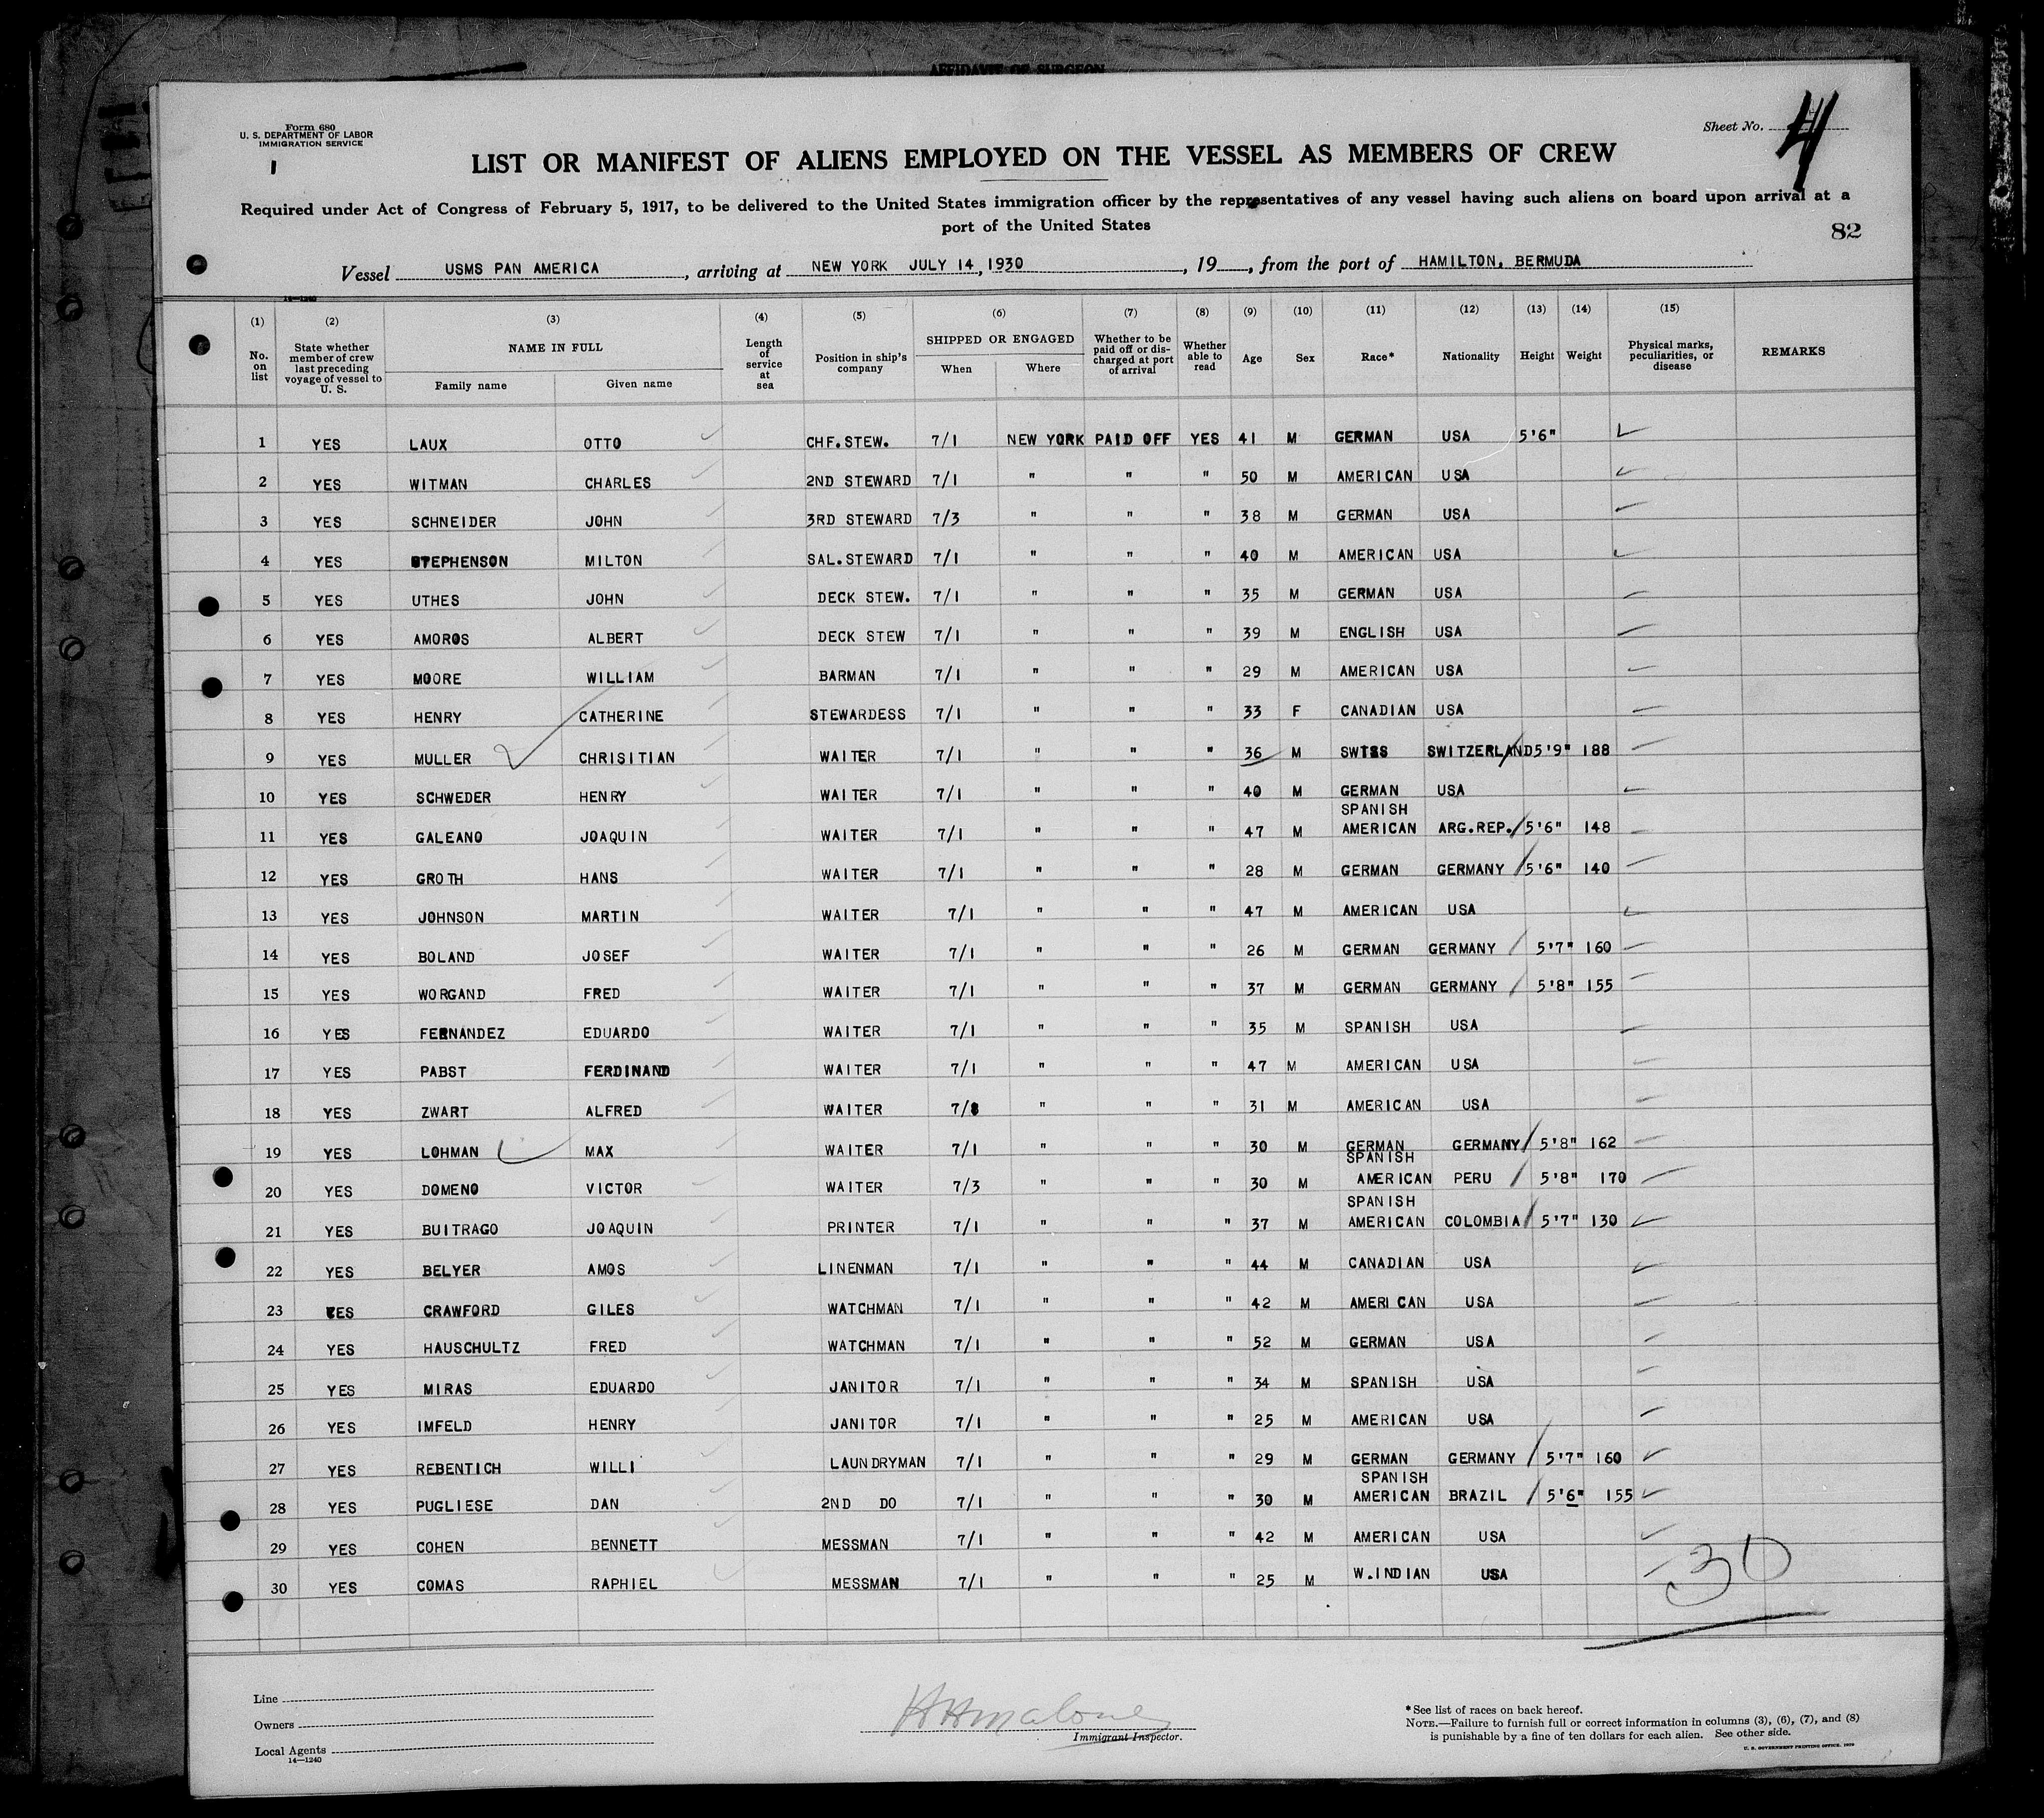 AFFIDAVIT OF SURGEON
Form 680
U. S. DEPARTMENT OF LABOR
IMMIGRATION SERVICE
1
Sheet No. 4
LIST OR MANIFEST OF ALIENS EMPLOYED ON THE VESSEL AS MEMBERS OF CREW
Required under Act of Congress of February 5, 1917, to be delivered to the United States immigration officer by the representatives of any vessel having such aliens on board upon arrival at a
port of the United States
82
Vessel USMS PAN AMERICA, arriving at NEW YORK JULY 14, 1930, 19, from the port of HAMILTON, BERMUDA
14—1240
(1) No. on list (2) State whether member of crew last preceding voyage of vessel to U. S. (3) NAME IN FULL Family name Given name (4) Length of service at sea (5) Position in ship's company (6) SHIPPED OR ENGAGED When Where (7) Whether to be paid off or discharged at port of arrival (8) Whether able to read (9) Age (10) Sex (11) Race* (12) Nationality (13) Height (14) Weight (15) Physical marks, peculiarities, or disease REMARKS
1 YES LAUX OTTO CHF.STEW. 7/1 NEW YORK PAID OFF YES 41 M GERMAN USA 5'6"
2 YES WITMAN CHARLES 2ND STEWARD 7/1 " " " 50 M AMERICAN USA
3 YES SCHNEIDER JOHN 3RD STEWARD 7/3 " " " 38 M GERMAN USA
4 YES STEPHENSON MILTON SAL.STEWARD 7/1 " " " 40 M AMERICAN USA
5 YES UTHES JOHN DECK STEW. 7/1 " " " 35 M GERMAN USA
6 YES AMOROS ALBERT DECK STEW 7/1 " " " 39 M ENGLISH USA
7 YES MOORE WILLIAM BARMAN 7/1 " " " 29 M AMERICAN USA
8 YES HENRY CATHERINE STEWARDESS 7/1 " " " 33 F CANADIAN USA
9 YES MULLER CHRISITIAN WAITER 7/1 " " " 36 M SWISS SWITZERLAND 5'9" 188
10 YES SCHWEDER HENRY WAITER 7/1 " " " 40 M GERMAN USA
11 YES GALEANO JOAQUIN WAITER 7/1 " " " 47 M SPANISH AMERICAN ARG.REP. 5'6" 148
12 YES GROTH HANS WAITER 7/1 " " " 28 M GERMAN GERMANY 5'6" 140
13 YES JOHNSON MARTIN WAITER 7/1 " " " 47 M AMERICAN USA
14 YES BOLAND JOSEF WAITER 7/1 " " " 26 M GERMAN GERMANY 5'7" 160
15 YES WORGAND FRED WAITER 7/1 " " " 37 M GERMAN GERMANY 5'8" 155
16 YES FERNANDEZ EDUARDO WAITER 7/1 " " " 35 M SPANISH USA
17 YES PABST FERDINAND WAITER 7/1 " " " 47 M AMERICAN USA
18 YES ZWART ALFRED WAITER 7/8 " " " 31 M AMERICAN USA
19 YES LOHMAN MAX WAITER 7/1 " " " 30 M GERMAN GERMANY 5'8" 162
20 YES DOMENO VICTOR WAITER 7/3 " " " 30 M SPANISH AMERICAN PERU 5'8" 170
21 YES BUITRAGO JOAQUIN PRINTER 7/1 " " " 37 M SPANISH AMERICAN COLOMBIA 5'7" 130
22 YES BELYER AMOS LINENMAN 7/1 " " " 44 M CANADIAN USA
23 YES CRAWFORD GILES WATCHMAN 7/1 " " " 42 M AMERICAN USA
24 YES HAUSCHULTZ FRED WATCHMAN 7/1 " " " 52 M GERMAN USA
25 YES MIRAS EDUARDO JANITOR 7/1 " " " 34 M SPANISH USA
26 YES IMFELD HENRY JANITOR 7/1 " " " 25 M AMERICAN USA
27 YES REBENTICH WILLI LAUNDRYMAN 7/1 " " " 29 M GERMAN GERMANY 5'7" 160
28 YES PUGLIESE DAN 2ND DO 7/1 " " " 30 M SPANISH AMERICAN BRAZIL 5'6" 155
29 YES COHEN BENNETT MESSMAN 7/1 " " 42 M AMERICAN USA
30 YES COMAS RAPHIEL MESSMAN 7/1 " " " 25 M W.INDIAN USA
30
Line
Owners
Local Agents
14—1240
HHMalone
Immigrant Inspector.
* See list of races on back hereof.
NOTE.—Failure to furnish full or correct information in columns (3), (6), (7), and (8)
is punishable by a fine of ten dollars for each alien. See other side.
U. S. GOVERNMENT PRINTING OFFICE. 1929